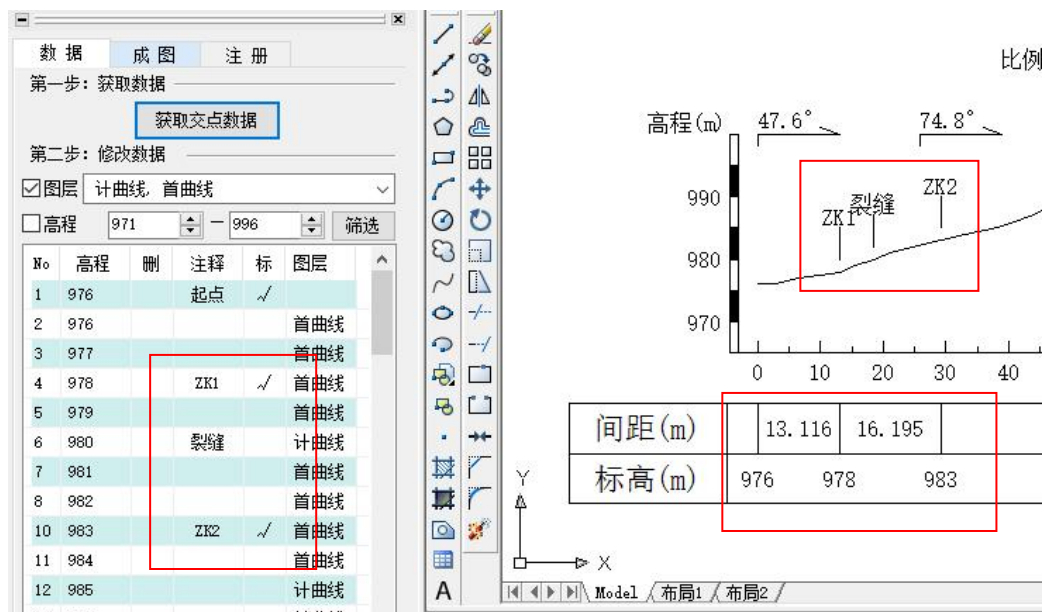 数 据 成 图 注 册
第一步: 获取数据
获取交点数据
第二步: 修改数据
图层 计曲线, 首曲线
高程 971 — 996 筛选
No 高程 删 注释 标 图层
1 976 起点 √
2 976 首曲线
3 977 首曲线
4 978 ZK1 √ 首曲线
5 979 首曲线
6 980 裂缝 计曲线
7 981 首曲线
8 982 首曲线
10 983 ZK2 √ 首曲线
11 984 首曲线
12 985 计曲线
A
比例
高程(m) 47.6° 74.8°
990 ZK1 裂缝 ZK2
980
970
0 10 20 30 40
间距(m) 13.116 16.195
标高(m) 976 978 983
Y
X
Model 布局1 布局2